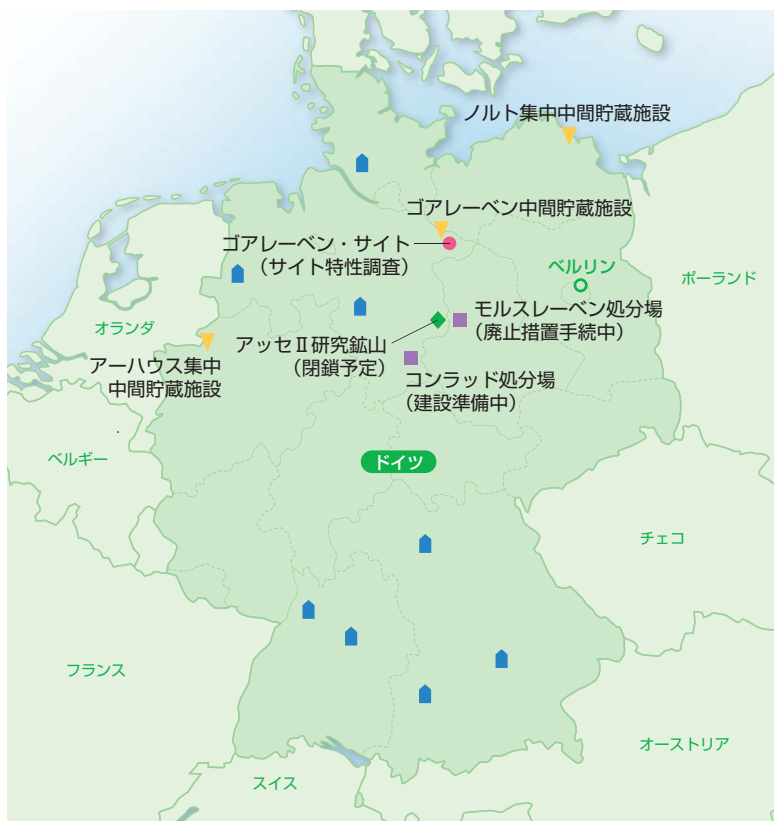 ノルト集中中間貯蔵施設
ゴアレーベン中間貯蔵施設
ゴアレーベン・サイト
（サイト特性調査）
ベルリン
ポーランド
オランダ
モルスレーベン処分場
（廃止措置手続中）
アッセⅡ研究鉱山
（閉鎖予定）
アーハウス集中
中間貯蔵施設
コンラッド処分場
（建設準備中）
ベルギー
ドイツ
チェコ
フランス
オーストリア
スイス